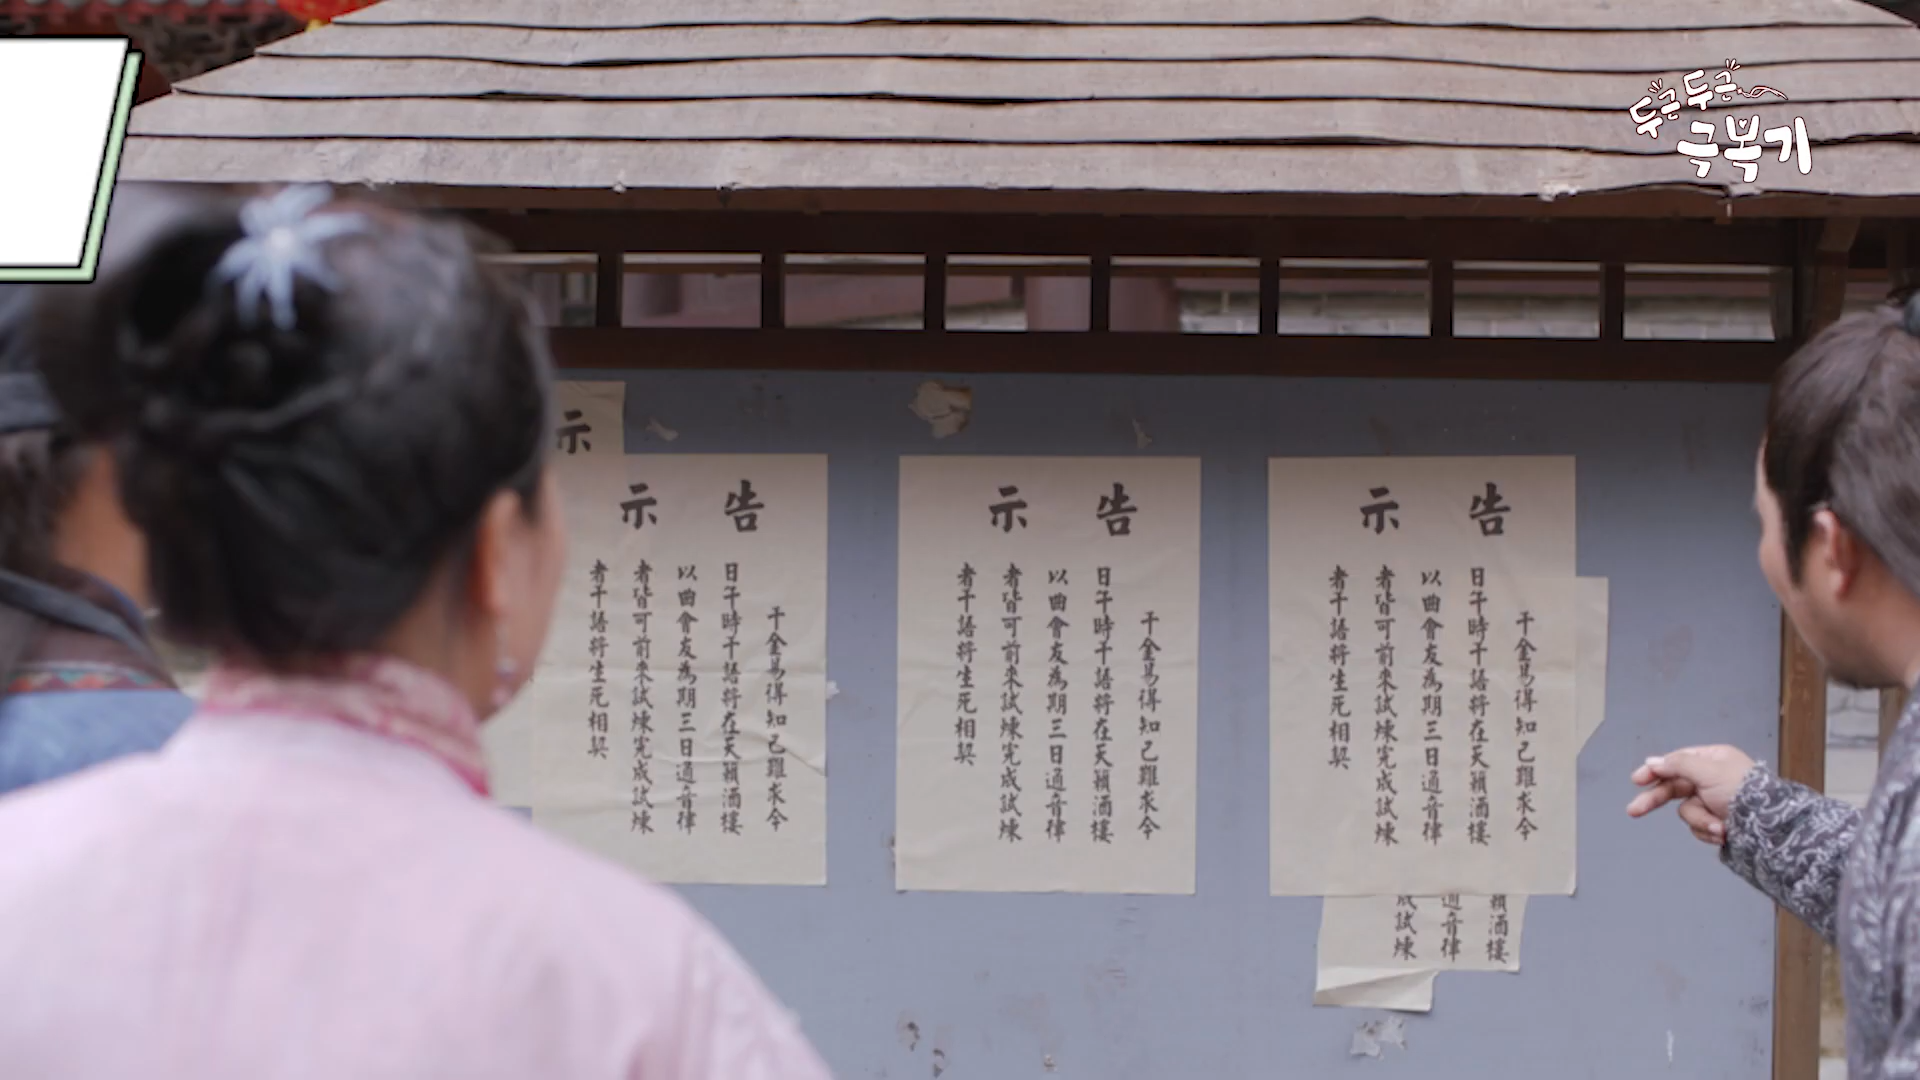 두근두근
극복기
示
告示
千金易得知己難求今
日午時千語將在天籟酒樓
以曲會友為期三日通音律
者皆可前來試煉完成試煉
者千語將生死相契
告示
千金易得知己難求今
日午時千語將在天籟酒樓
以曲會友為期三日通音律
者皆可前來試煉完成試煉
者千語將生死相契
告示
千金易得知己難求今
日午時千語將在天籟酒樓
以曲會友為期三日通音律
者皆可前來試煉完成試煉
者千語將生死相契
籟酒樓
通音律
成試煉